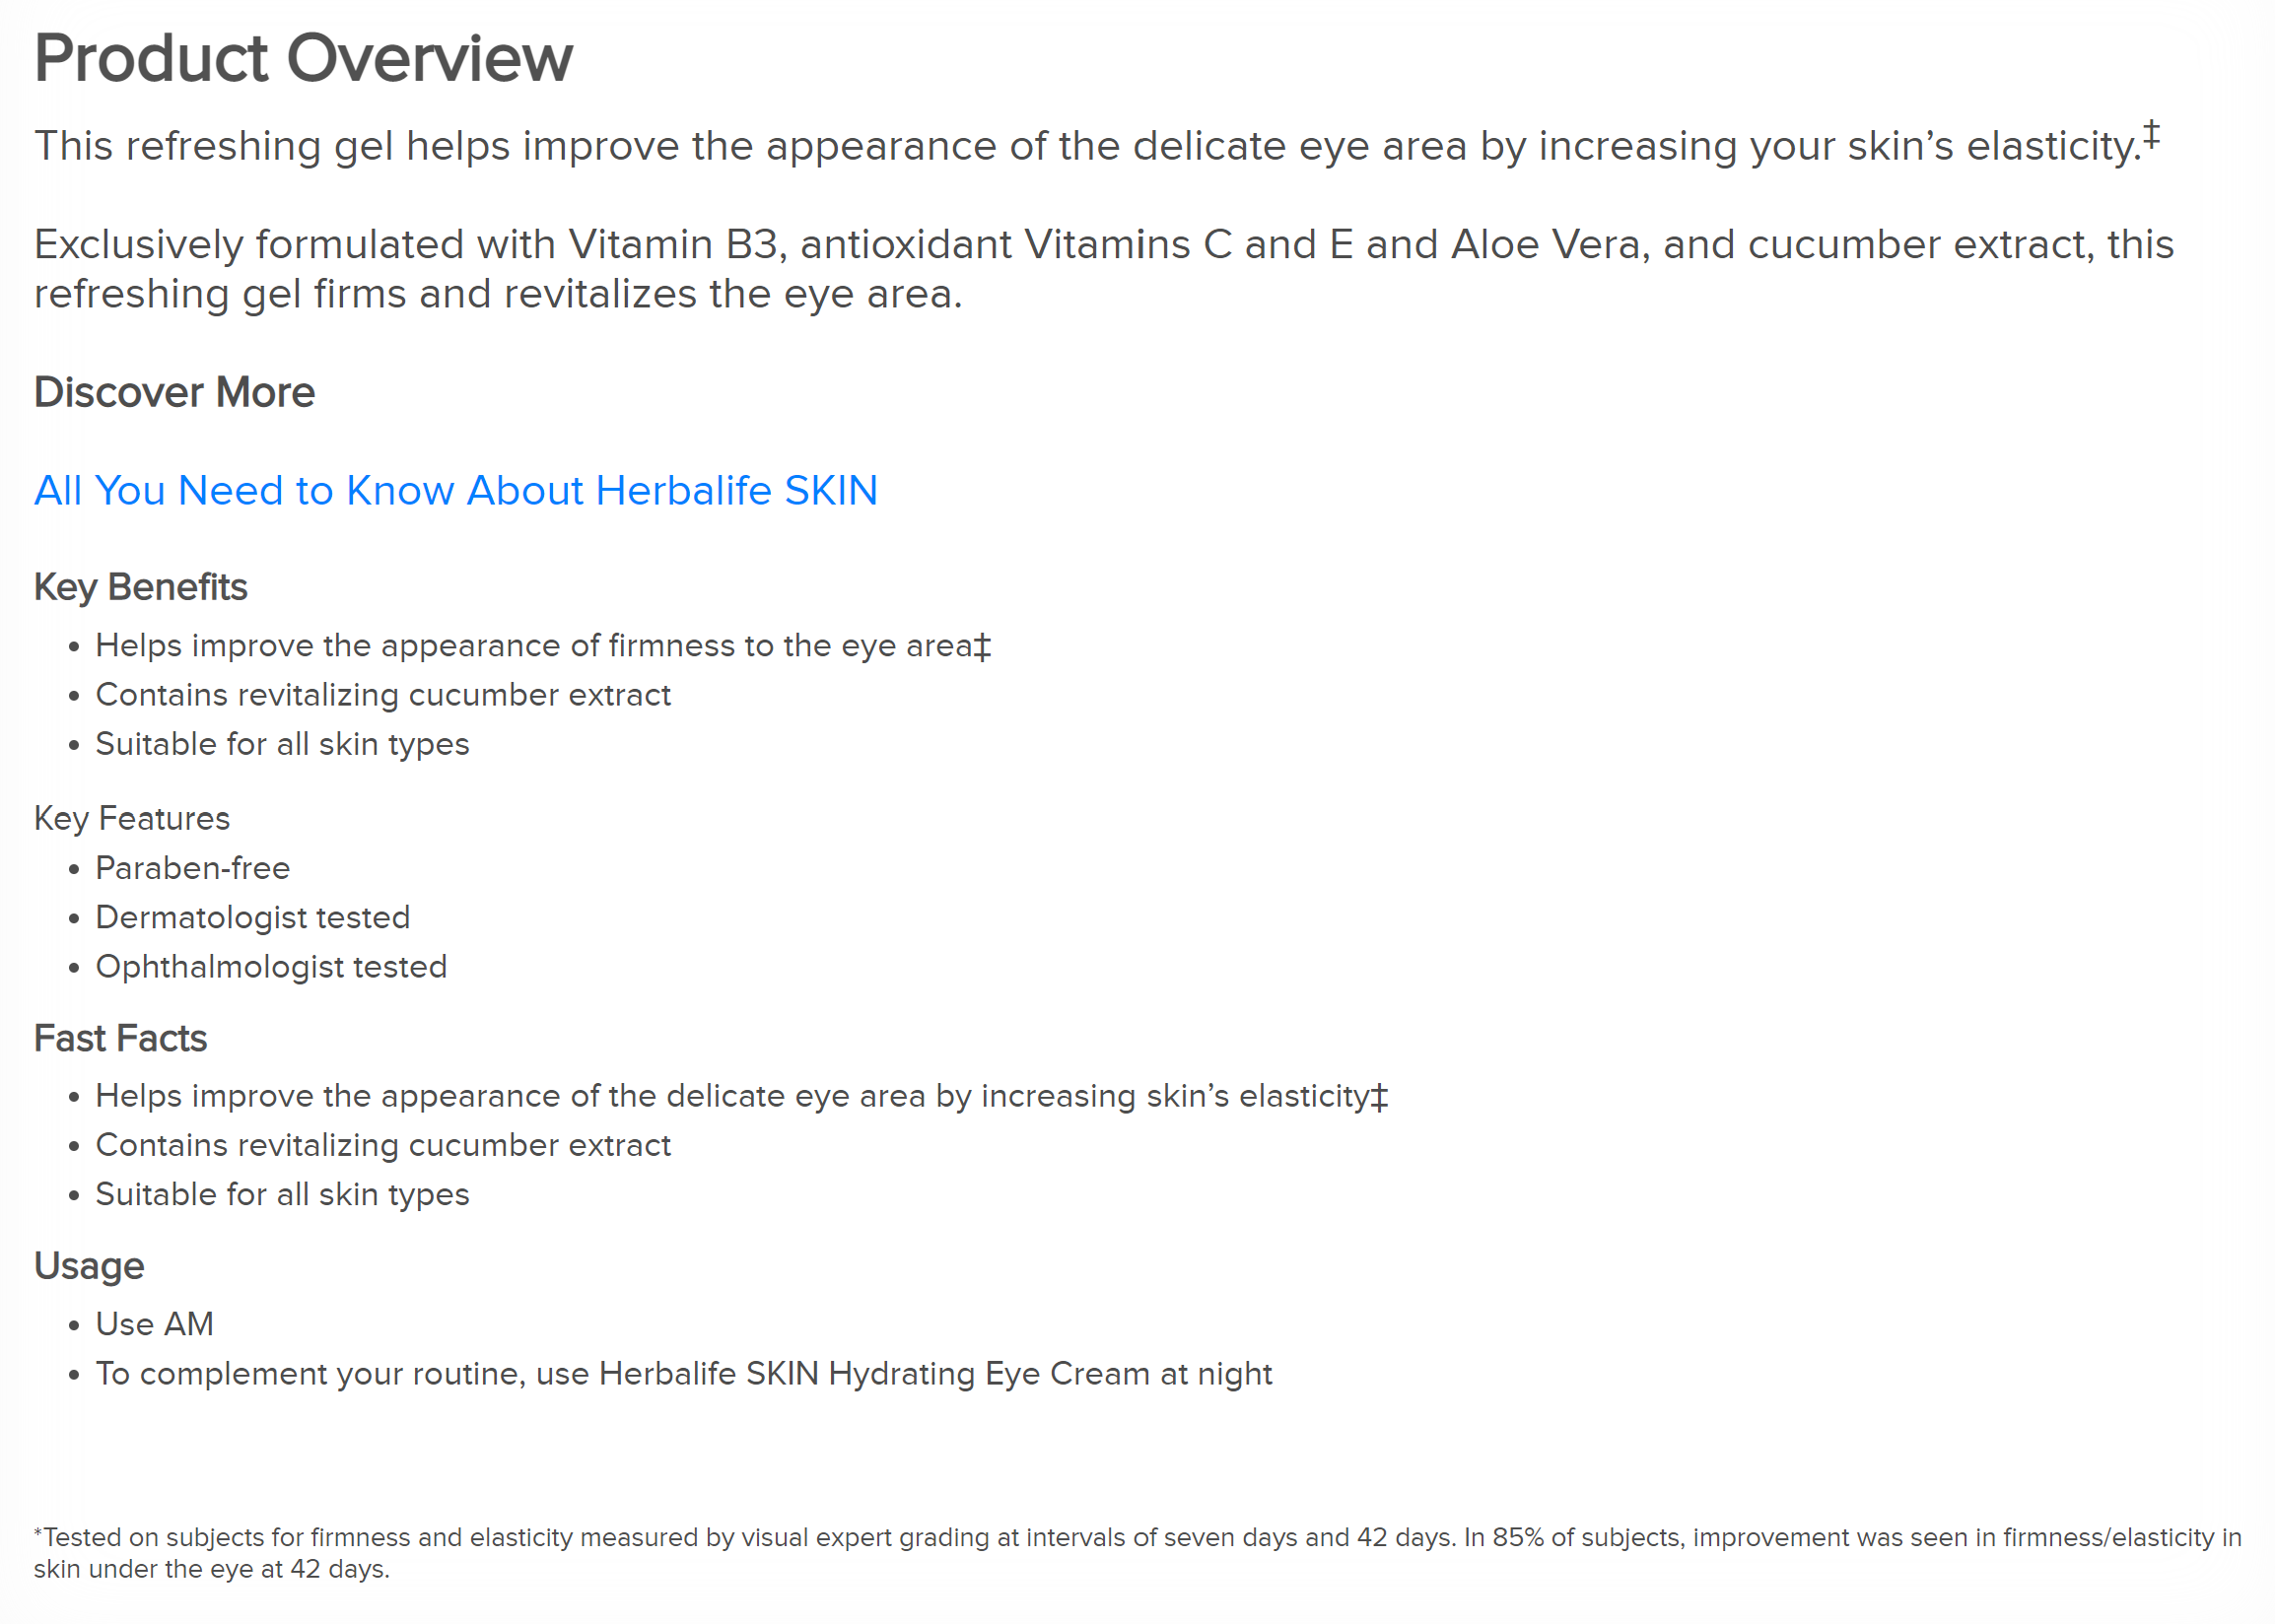 Product Overview
This refreshing gel helps improve the appearance of the delicate eye area by increasing your skin’s elasticity.‡
Exclusively formulated with Vitamin B3, antioxidant Vitamins C and E and Aloe Vera, and cucumber extract, this
refreshing gel firms and revitalizes the eye area.
Discover More
All You Need to Know About Herbalife SKIN
Key Benefits
• Helps improve the appearance of firmness to the eye area‡
• Contains revitalizing cucumber extract
• Suitable for all skin types
Key Features
• Paraben-free
• Dermatologist tested
• Ophthalmologist tested
Fast Facts
• Helps improve the appearance of the delicate eye area by increasing skin’s elasticity‡
• Contains revitalizing cucumber extract
• Suitable for all skin types
Usage
• Use AM
• To complement your routine, use Herbalife SKIN Hydrating Eye Cream at night
*Tested on subjects for firmness and elasticity measured by visual expert grading at intervals of seven days and 42 days. In 85% of subjects, improvement was seen in firmness/elasticity in
skin under the eye at 42 days.